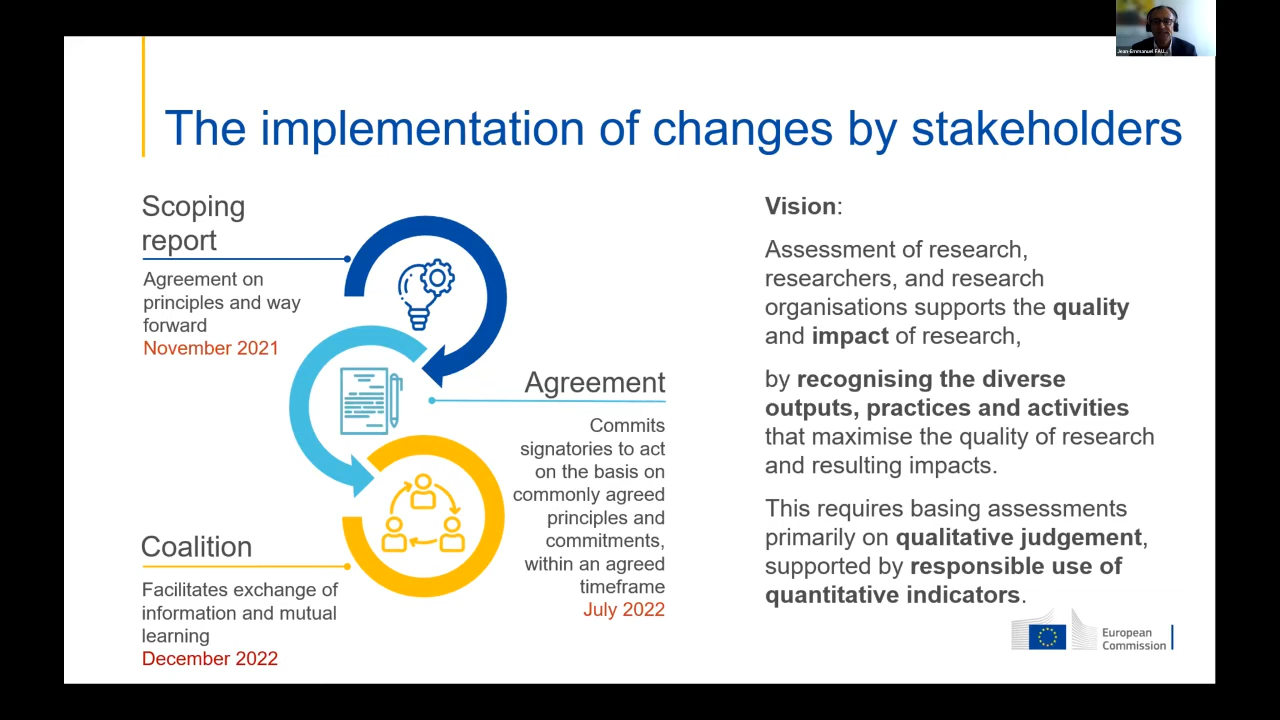 Jean-Emmanuel FAU...
The implementation of changes by stakeholders
Scoping
report
Agreement on
principles and way
forward
November 2021
Agreement
Commits
signatories to act
on the basis on
commonly agreed
principles and
commitments,
within an agreed
timeframe
July 2022
Coalition
Facilitates exchange of
information and mutual
learning
December 2022
Vision:
Assessment of research,
researchers, and research
organisations supports the quality
and impact of research,
by recognising the diverse
outputs, practices and activities
that maximise the quality of research
and resulting impacts.
This requires basing assessments
primarily on qualitative judgement,
supported by responsible use of
quantitative indicators.
European
Commission